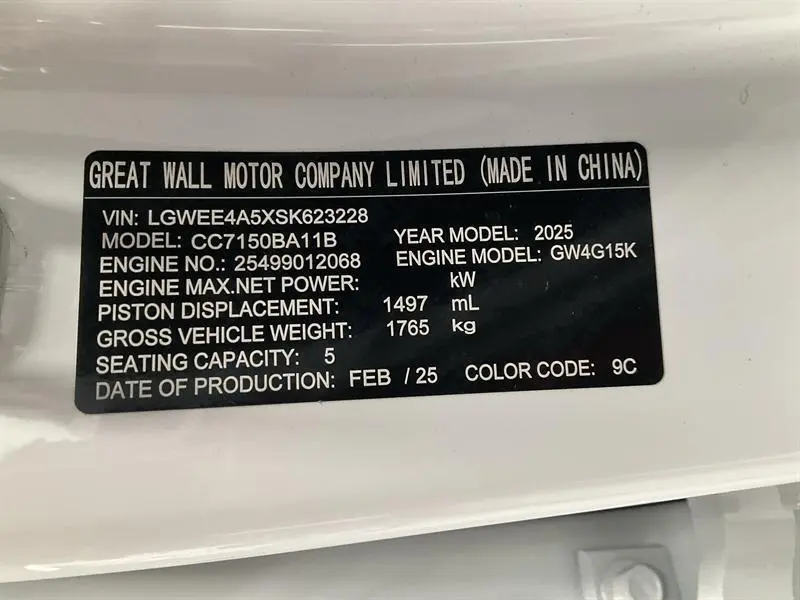 GREAT WALL MOTOR COMPANY LIMITED (MADE IN CHINA)
VIN: LGWEE4A5XSK623228
MODEL: CC7150BA11B YEAR MODEL: 2025
ENGINE NO.: 25499012068 ENGINE MODEL: GW4G15K
ENGINE MAX.NET POWER: kW
PISTON DISPLACEMENT: 1497 mL
GROSS VEHICLE WEIGHT: 1765 kg
SEATING CAPACITY: 5
DATE OF PRODUCTION: FEB / 25 COLOR CODE: 9C